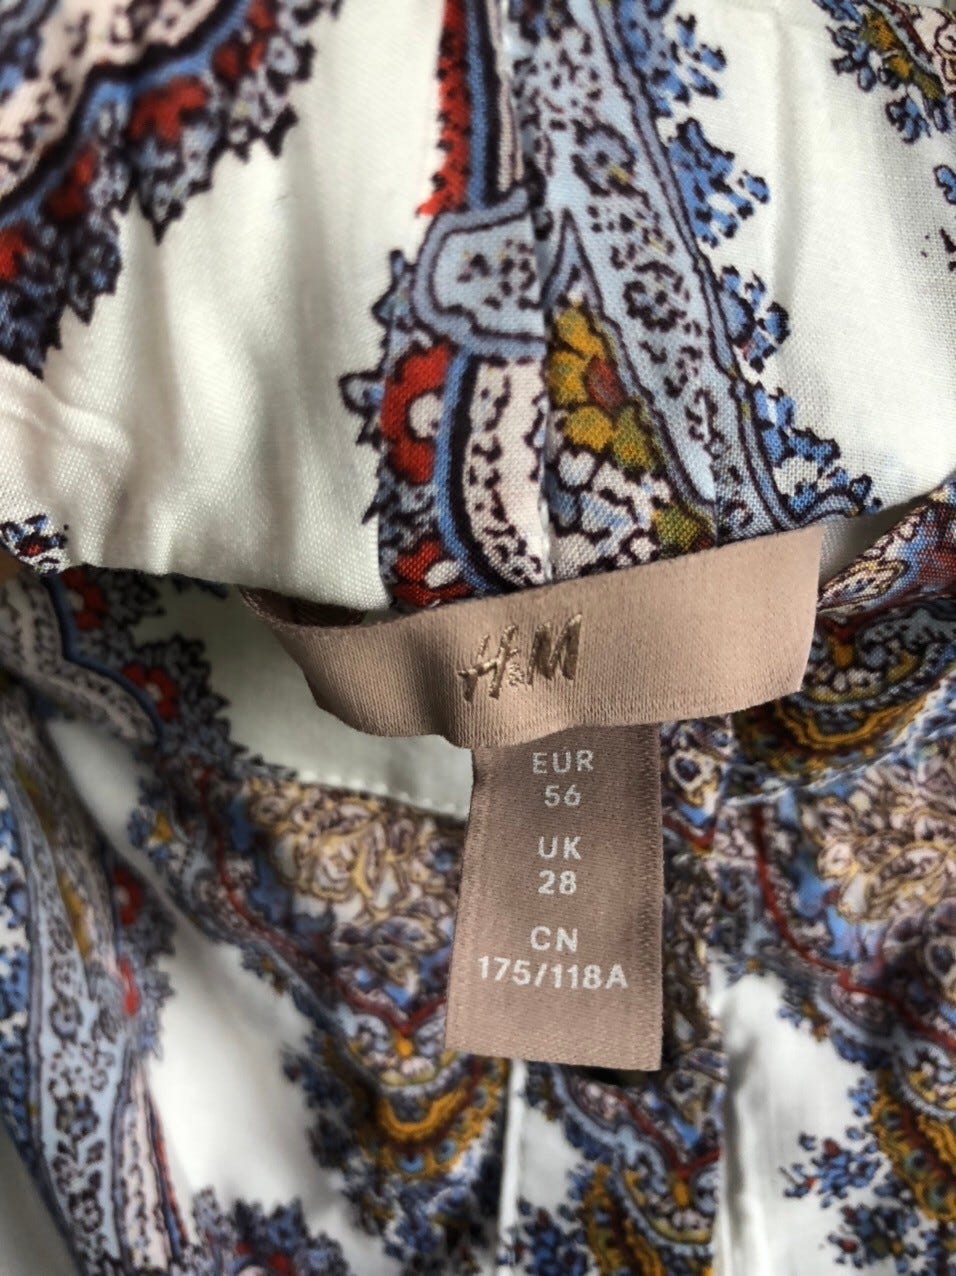 H&M
EUR
56
UK
28
CN
175/118A